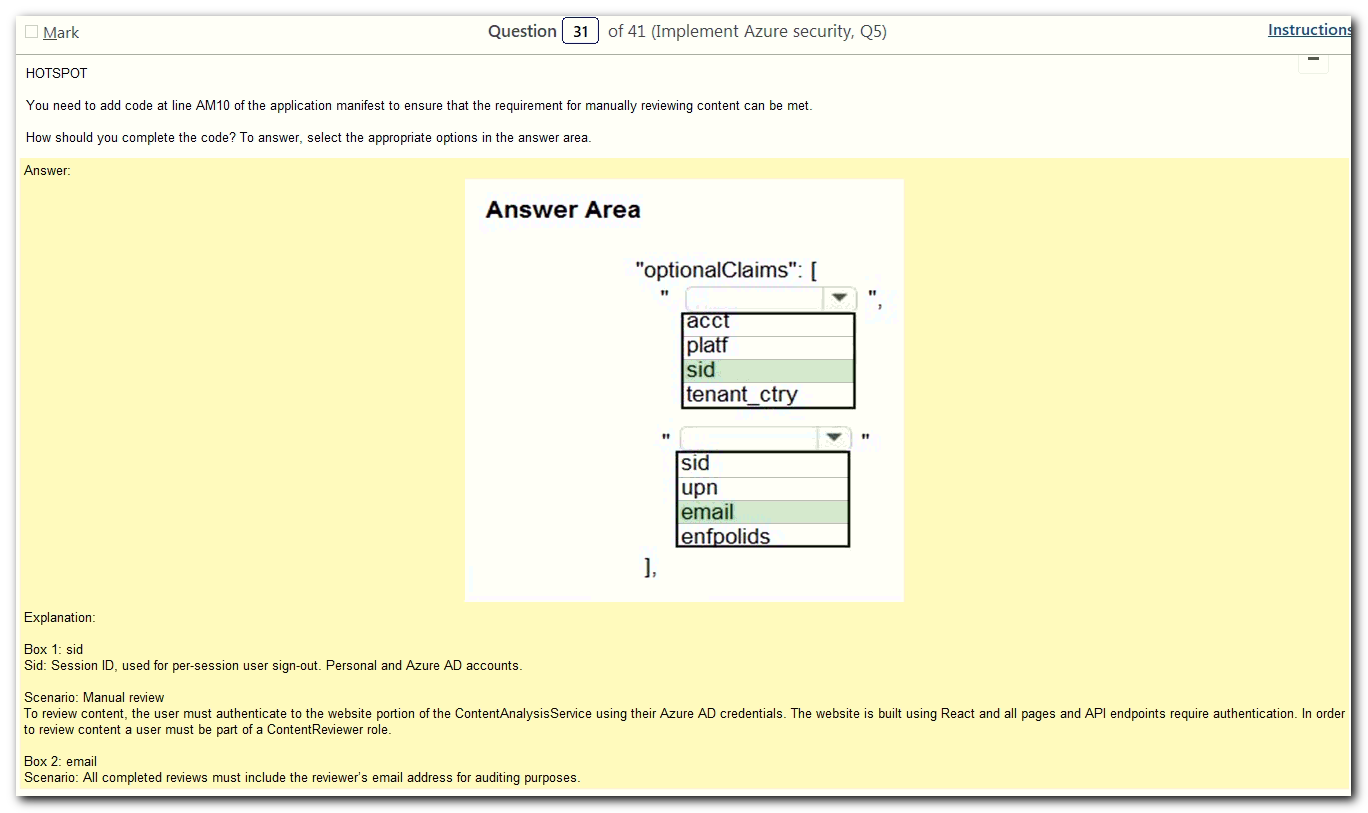 Mark
Question 31 of 41 (Implement Azure security, Q5)
Instructions
HOTSPOT
You need to add code at line AM10 of the application manifest to ensure that the requirement for manually reviewing content can be met.
How should you complete the code? To answer, select the appropriate options in the answer area.
Answer:
Answer Area
"optionalClaims": [
" ",
acct
platf
sid
tenant_ctry
" "
sid
upn
email
enfpolids
],
Explanation:
Box 1: sid
Sid: Session ID, used for per-session user sign-out. Personal and Azure AD accounts.
Scenario: Manual review
To review content, the user must authenticate to the website portion of the ContentAnalysisService using their Azure AD credentials. The website is built using React and all pages and API endpoints require authentication. In order
to review content a user must be part of a ContentReviewer role.
Box 2: email
Scenario: All completed reviews must include the reviewer's email address for auditing purposes.